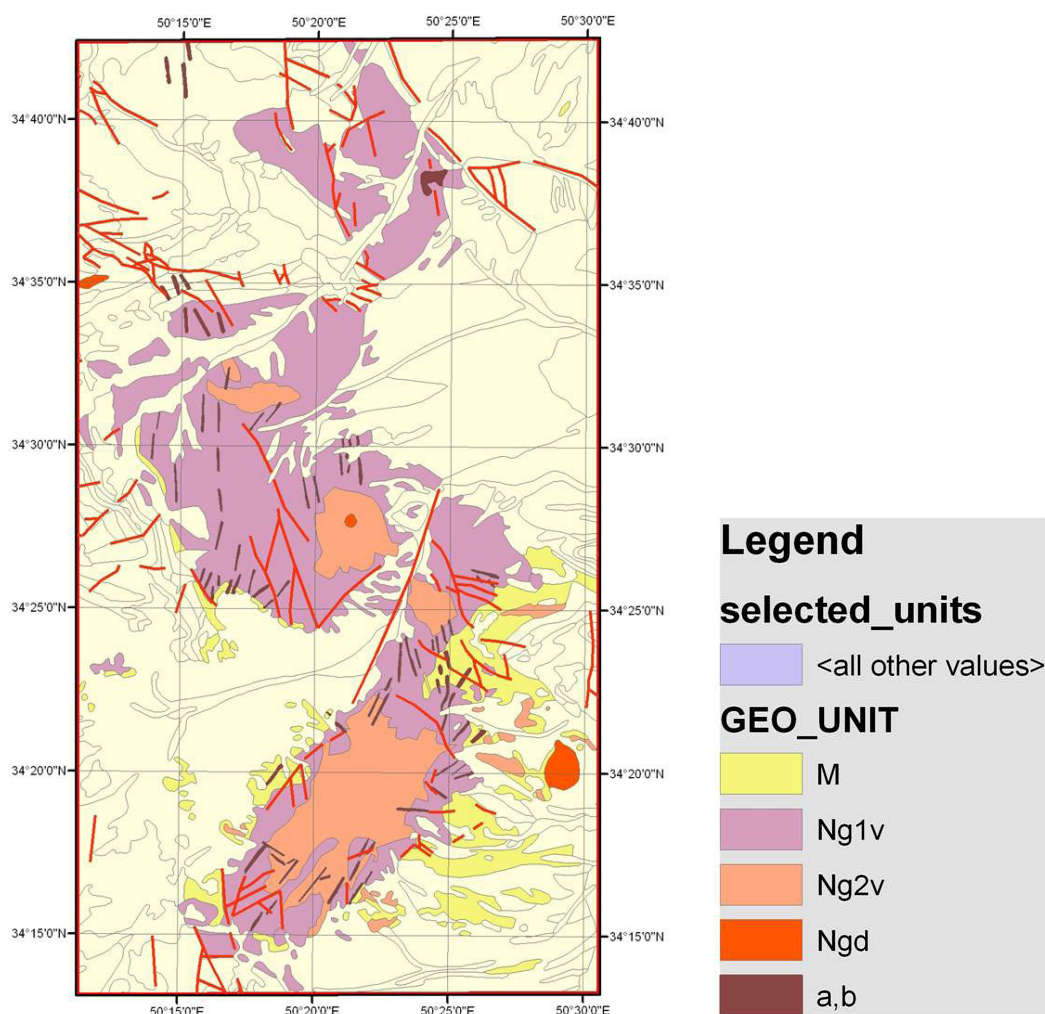 50°15'0"E 50°20'0"E 50°25'0"E 50°30'0"E
34°40'0"N 34°40'0"N
34°35'0"N 34°35'0"N
34°30'0"N 34°30'0"N
34°25'0"N 34°25'0"N
34°20'0"N 34°20'0"N
34°15'0"N 34°15'0"N
50°15'0"E 50°20'0"E 50°25'0"E 50°30'0"E
Legend
selected_units
<all other values>
GEO_UNIT
M
Ng1v
Ng2v
Ngd
a,b